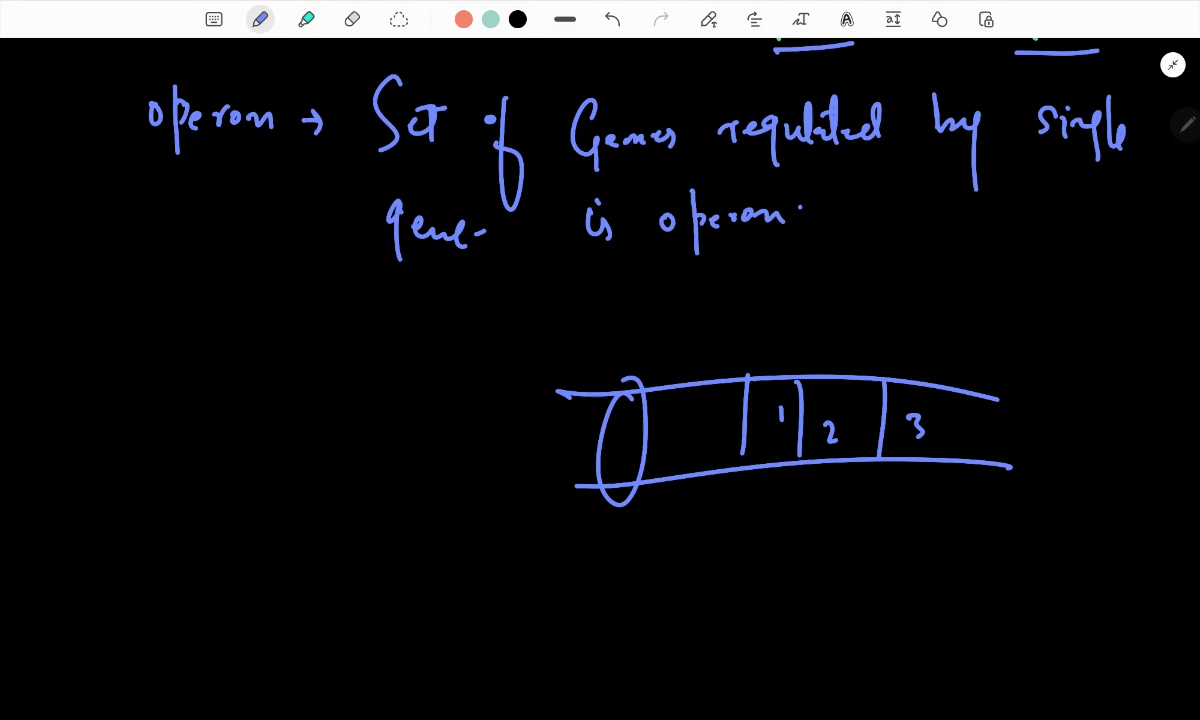 operon → Set of Genes regulated by single
gene - is operon.
1 2 3